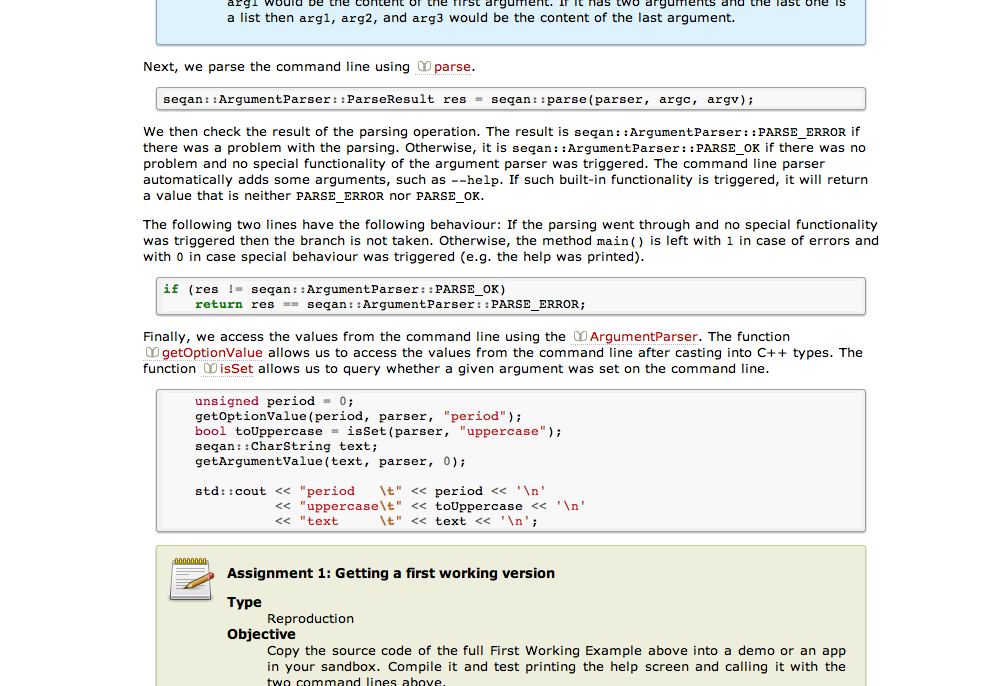 arg1 would be the content of the first argument. If it has two arguments and the last one is
a list then arg1, arg2, and arg3 would be the content of the last argument.
Next, we parse the command line using parse.
seqan::ArgumentParser::ParseResult res = seqan::parse(parser, argc, argv);
We then check the result of the parsing operation. The result is seqan::ArgumentParser::PARSE_ERROR if
there was a problem with the parsing. Otherwise, it is seqan::ArgumentParser::PARSE_OK if there was no
problem and no special functionality of the argument parser was triggered. The command line parser
automatically adds some arguments, such as --help. If such built-in functionality is triggered, it will return
a value that is neither PARSE_ERROR nor PARSE_OK.
The following two lines have the following behaviour: If the parsing went through and no special functionality
was triggered then the branch is not taken. Otherwise, the method main() is left with 1 in case of errors and
with 0 in case special behaviour was triggered (e.g. the help was printed).
if (res != seqan::ArgumentParser::PARSE_OK)
    return res == seqan::ArgumentParser::PARSE_ERROR;
Finally, we access the values from the command line using the ArgumentParser. The function
getOptionValue allows us to access the values from the command line after casting into C++ types. The
function isSet allows us to query whether a given argument was set on the command line.
    unsigned period = 0;
    getOptionValue(period, parser, "period");
    bool toUppercase = isSet(parser, "uppercase");
    seqan::CharString text;
    getArgumentValue(text, parser, 0);
    std::cout << "period   \t" << period << '\n'
              << "uppercase\t" << toUppercase << '\n'
              << "text     \t" << text << '\n';
Assignment 1: Getting a first working version
Type
Reproduction
Objective
Copy the source code of the full First Working Example above into a demo or an app
in your sandbox. Compile it and test printing the help screen and calling it with the
two command lines above.